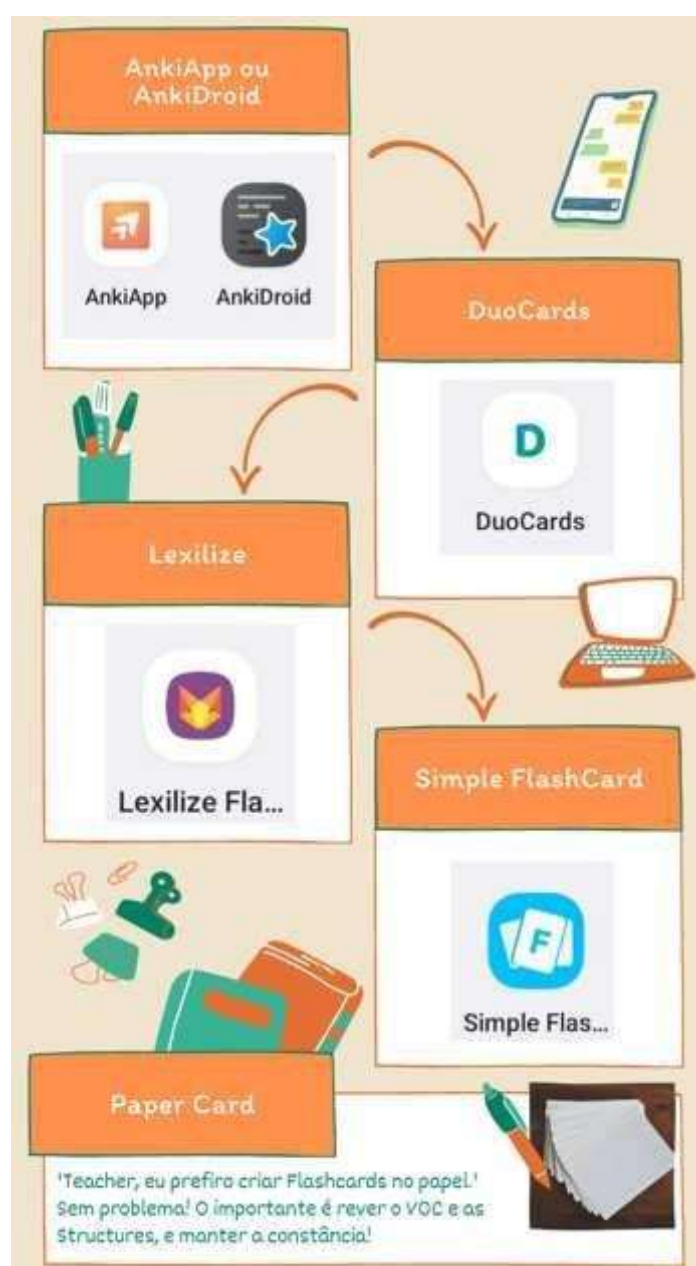 AnkiApp ou
AnkiDroid
AnkiApp
AnkiDroid
DuoCards
D
DuoCards
Lexilize
Lexilize Fla...
Simple FlashCard
F
Simple Flas...
Paper Card
'Teacher, eu prefiro criar Flashcards no papel.'
Sem problema! O importante é rever o VOC e as
Structures, e manter a constância!